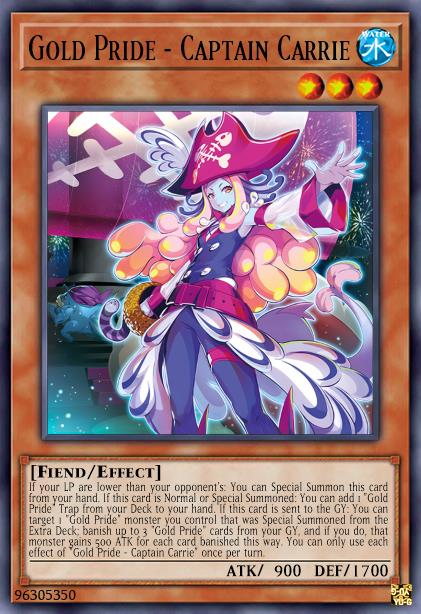 Gold Pride - Captain Carrie
WATER
水
[Fiend/Effect]
If your LP are lower than your opponent's: You can Special Summon this card
from your hand. If this card is Normal or Special Summoned: You can add 1 "Gold
Pride" Trap from your Deck to your hand. If this card is sent to the GY: You can
target 1 "Gold Pride" monster you control that was Special Summoned from the
Extra Deck; banish up to 3 "Gold Pride" cards from your GY, and if you do, that
monster gains 500 ATK for each card banished this way. You can only use each
effect of "Gold Pride - Captain Carrie" once per turn.
ATK/ 900 DEF/1700
96305350